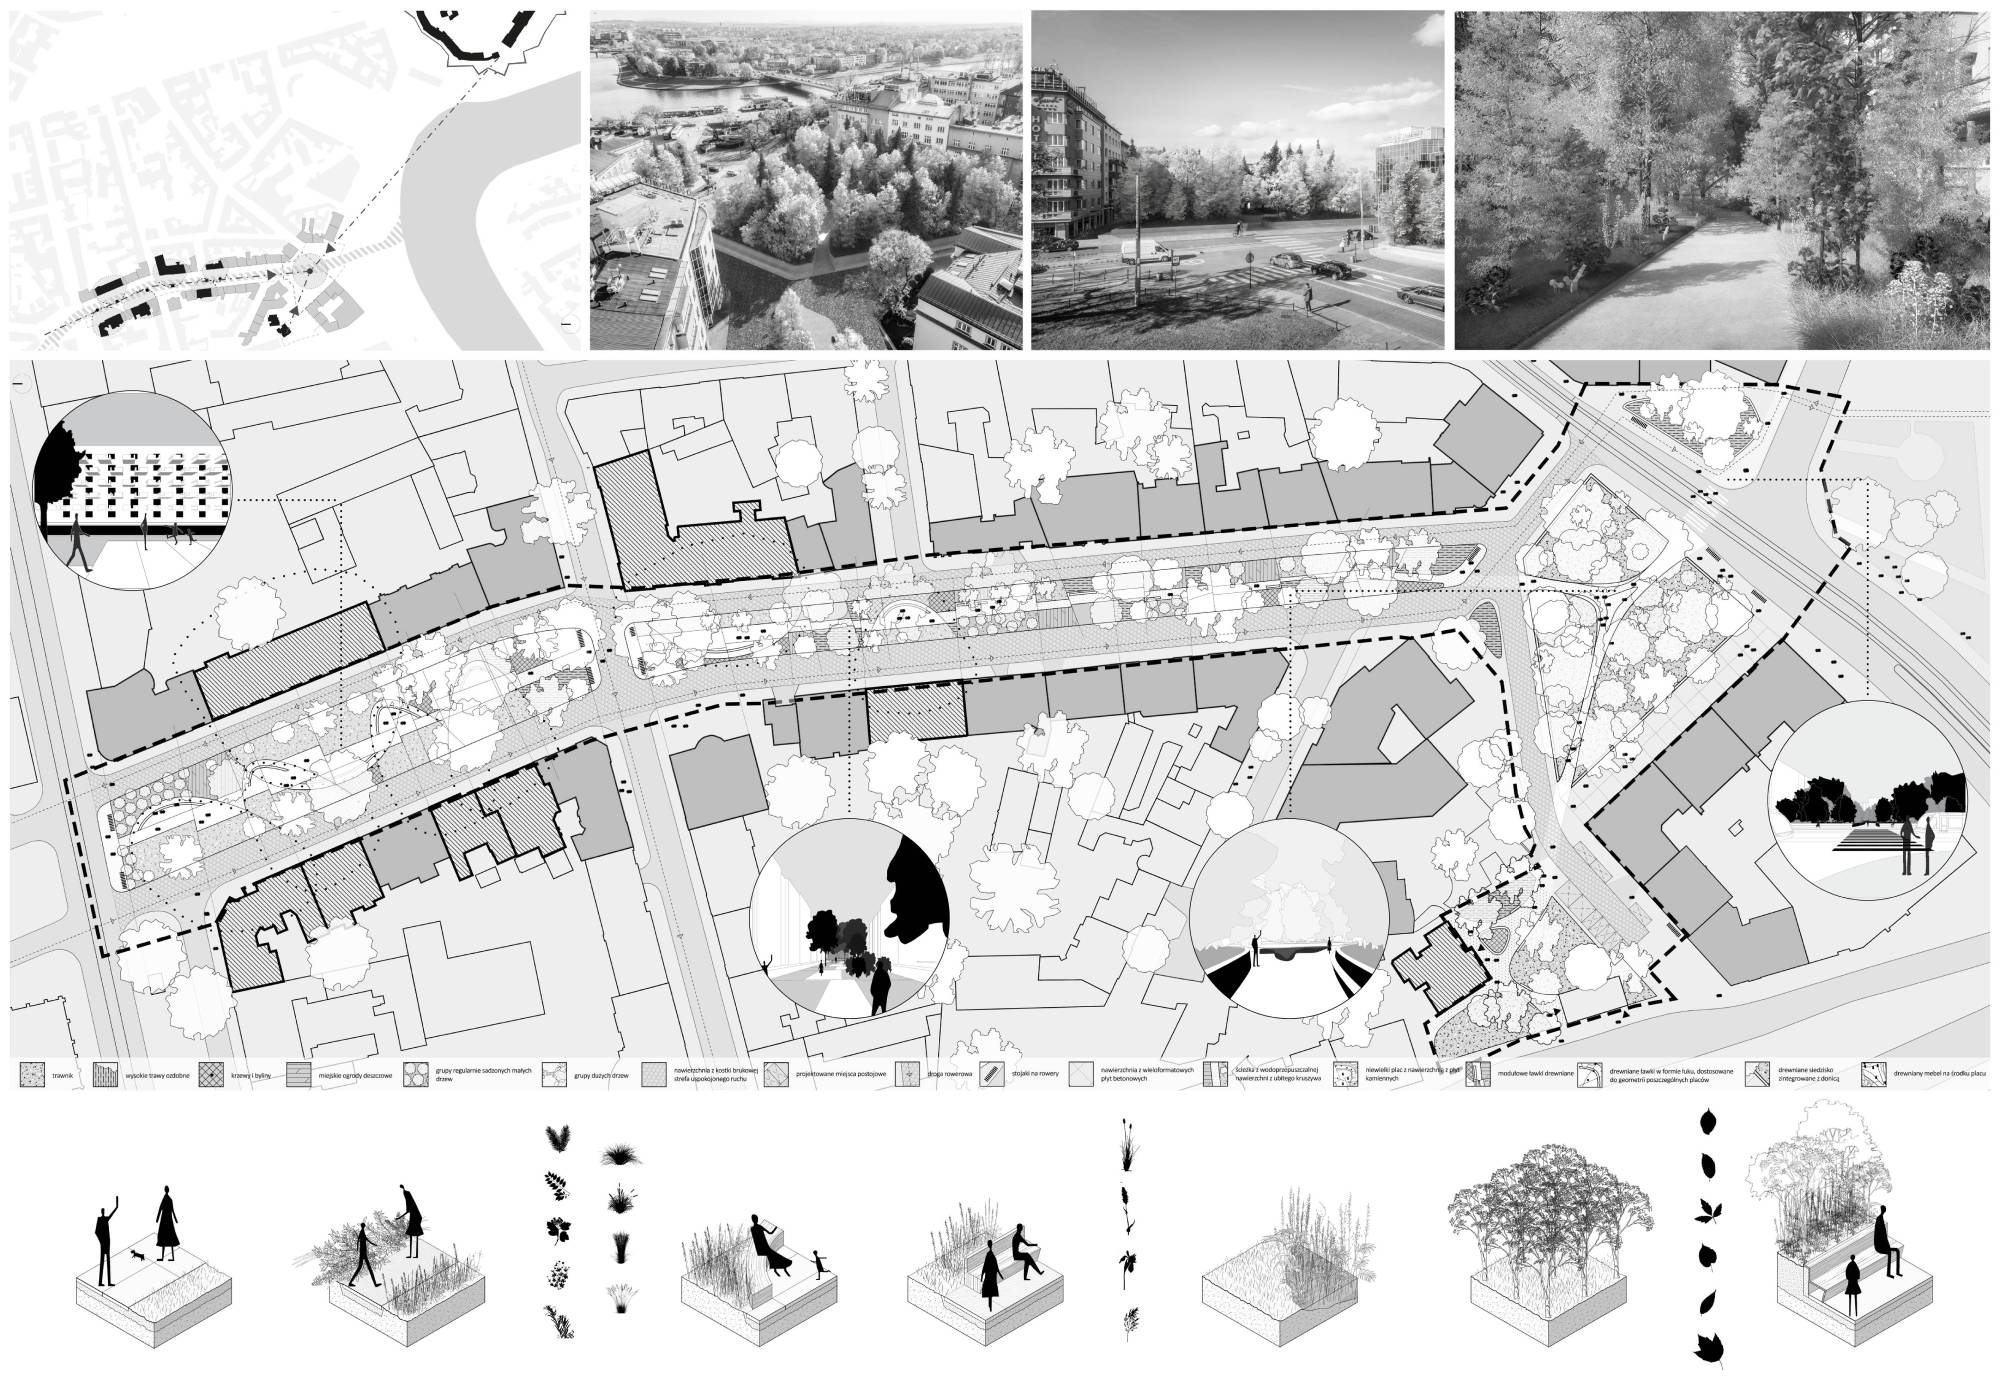 trawnik
wysokie trawy ozdobne
krzewy i byliny
miejskie ogrody deszczowe
grupy regularnie sadzonych małych
drzew
grupy dużych drzew
nawierzchnia z kostki brukowej
strefa uspokojonego ruchu
projektowane miejsca postojowe
droga rowerowa
stojaki na rowery
nawierzchnia z wieloformatowych
płyt betonowych
ścieżka z wodoprzepuszczalnej
nawierzchni z ubitego kruszywa
niewielki plac z nawierzchnią z płyt
kamiennych
modułowe ławki drewniane
drewniane ławki w formie łuku, dostosowane
do geometrii poszczególnych placów
drewniane siedzisko
zintegrowane z donicą
drewniany mebel na środku placu